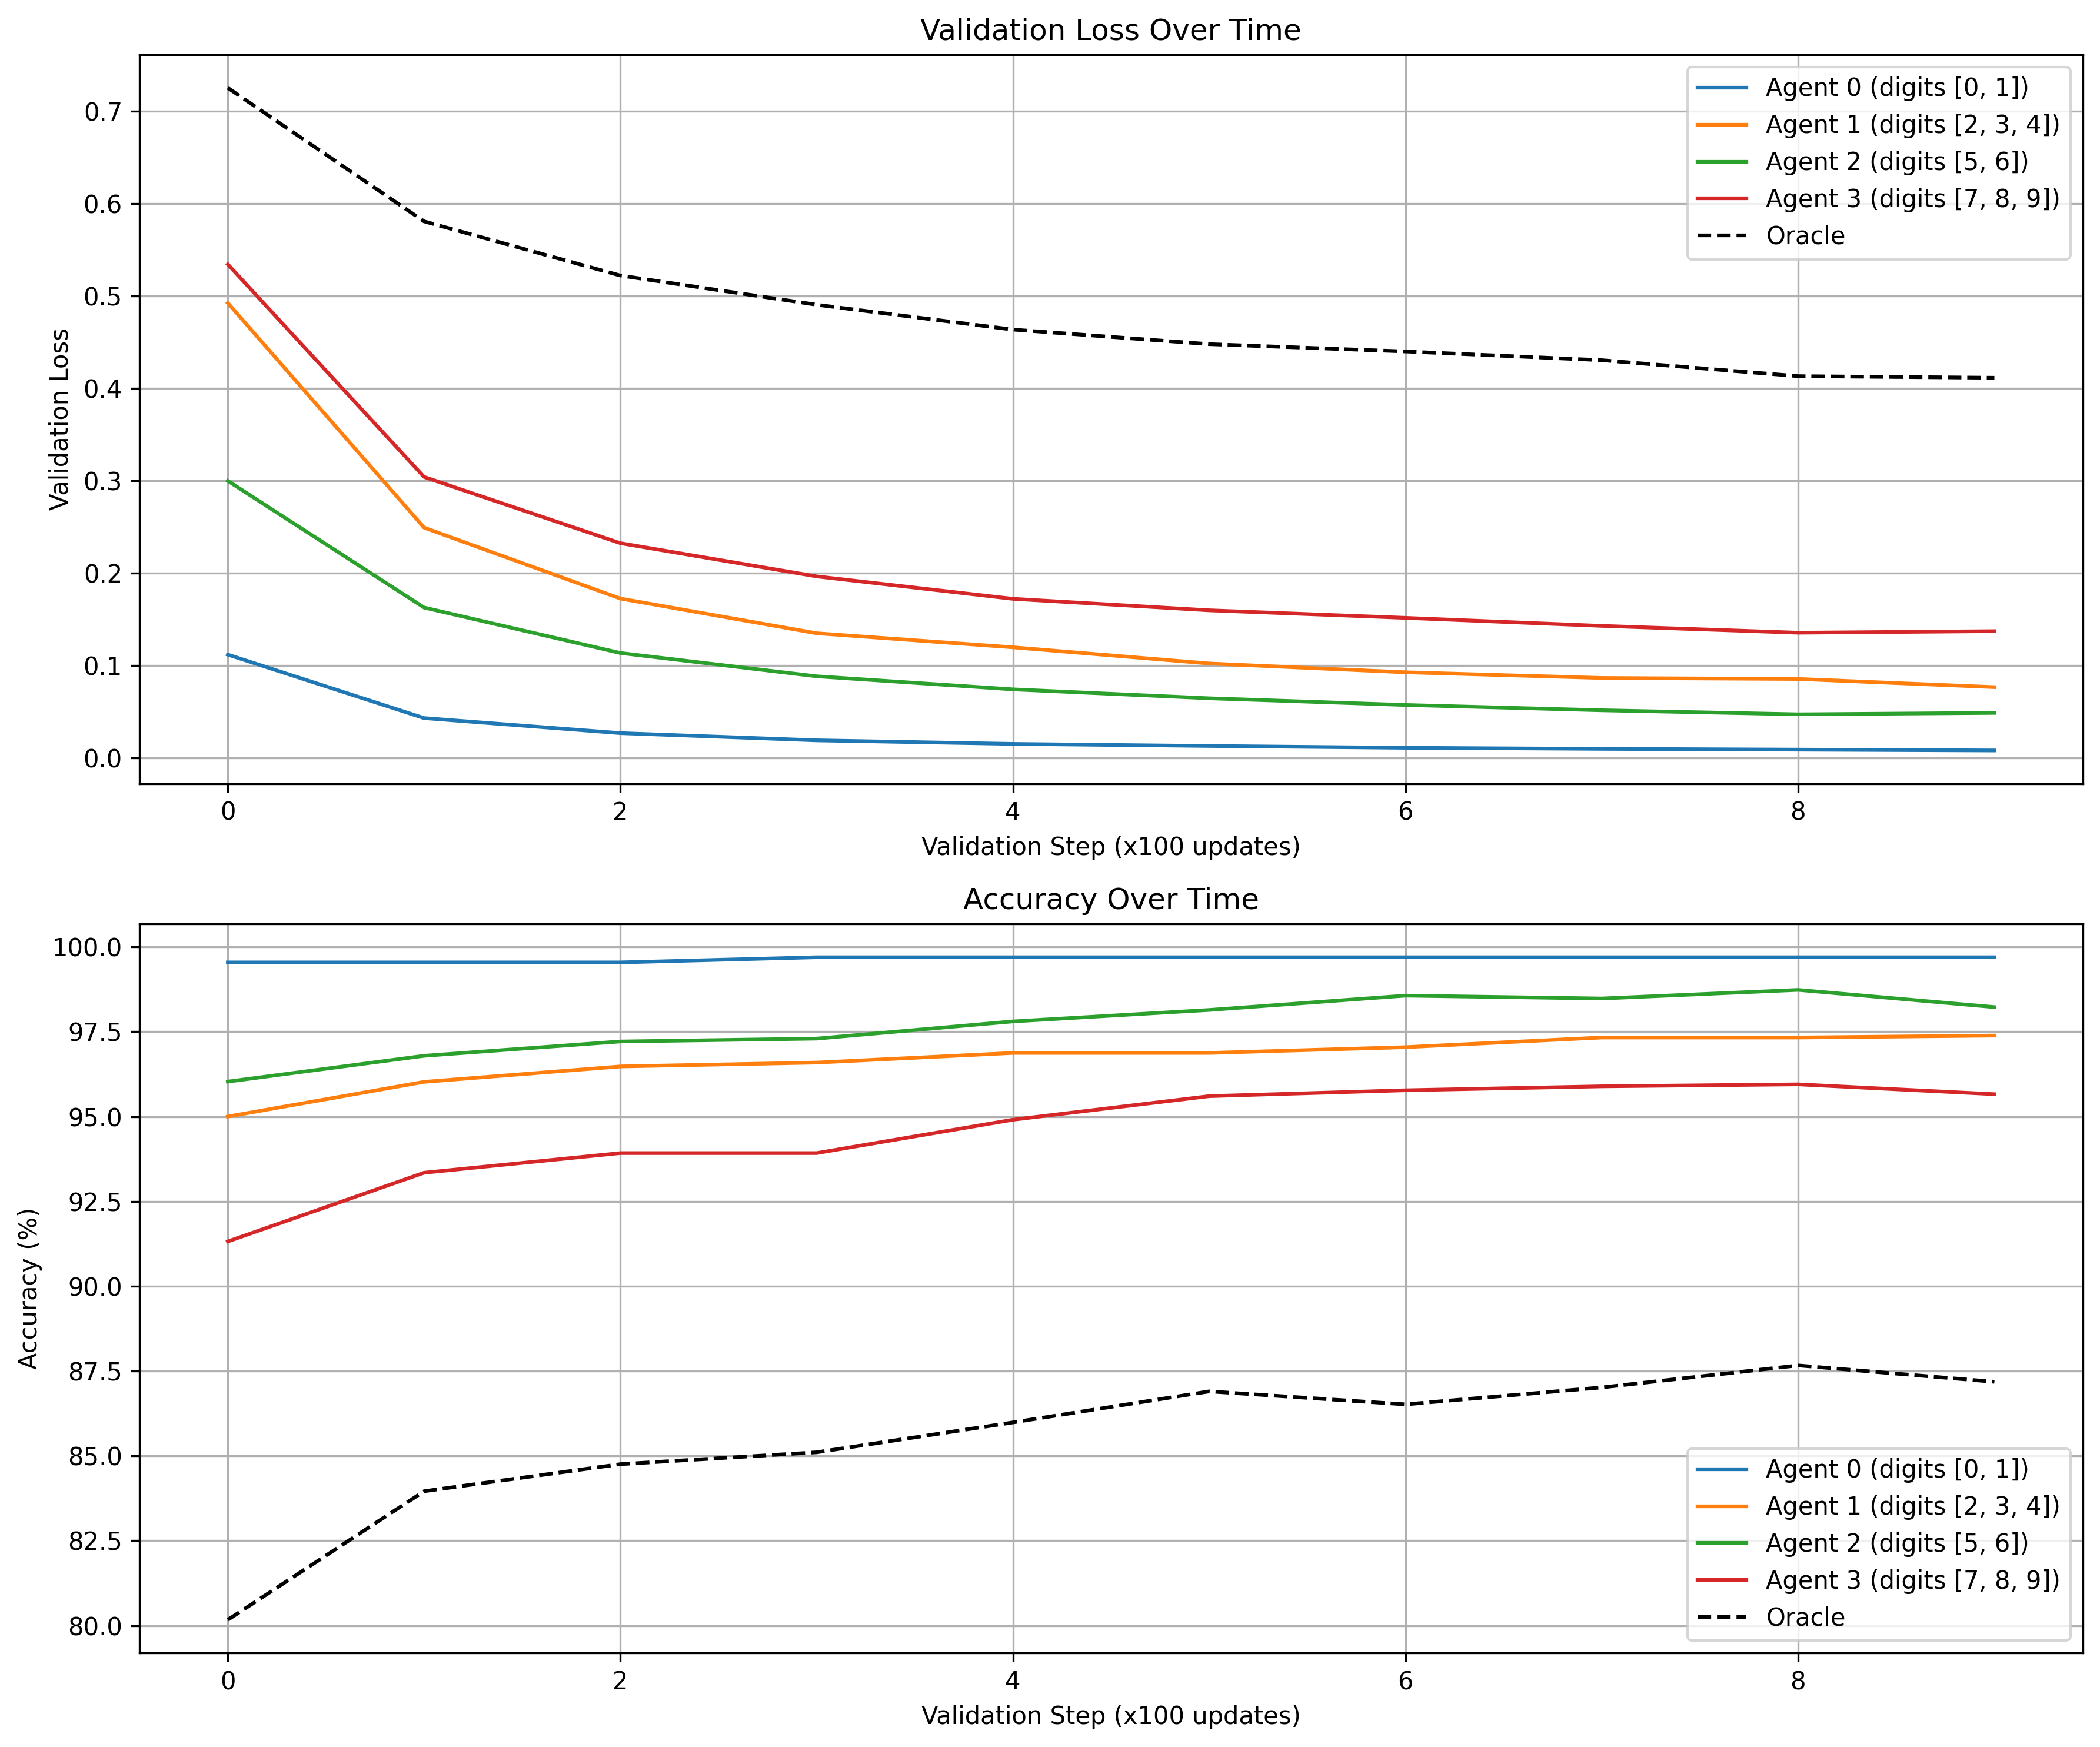 Validation Loss Over Time
Validation Loss
0.7
0.6
0.5
0.4
0.3
0.2
0.1
0.0
0 2 4 6 8
Validation Step (x100 updates)
Agent 0 (digits [0, 1])
Agent 1 (digits [2, 3, 4])
Agent 2 (digits [5, 6])
Agent 3 (digits [7, 8, 9])
Oracle
Accuracy Over Time
Accuracy (%)
100.0
97.5
95.0
92.5
90.0
87.5
85.0
82.5
80.0
0 2 4 6 8
Validation Step (x100 updates)
Agent 0 (digits [0, 1])
Agent 1 (digits [2, 3, 4])
Agent 2 (digits [5, 6])
Agent 3 (digits [7, 8, 9])
Oracle